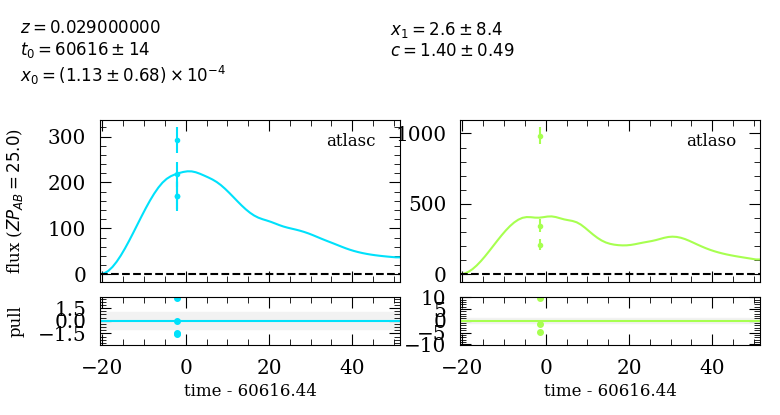 z = 0.029000000
t₀ = 60616 ± 14
x₀ = (1.13 ± 0.68) × 10⁻⁴
x₁ = 2.6 ± 8.4
c = 1.40 ± 0.49
flux (ZP_AB = 25.0)
300
200
100
0
atlasc
1000
500
0
atlaso
pull
1.5
0.0
−1.5
10
5
0
−5
−10
−20 0 20 40
time - 60616.44
−20 0 20 40
time - 60616.44